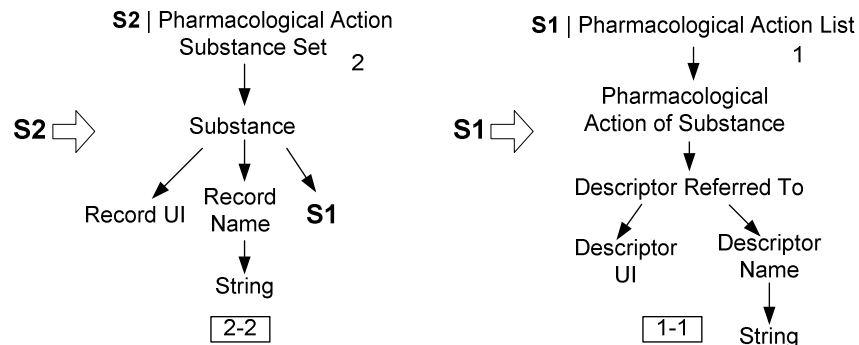 S2 | Pharmacological Action
Substance Set
2
S2
Substance
Record UI
Record
Name
S1
String
2-2
S1 | Pharmacological Action List
1
S1
Pharmacological
Action of Substance
Descriptor Referred To
Descriptor
UI
Descriptor
Name
1-1
String